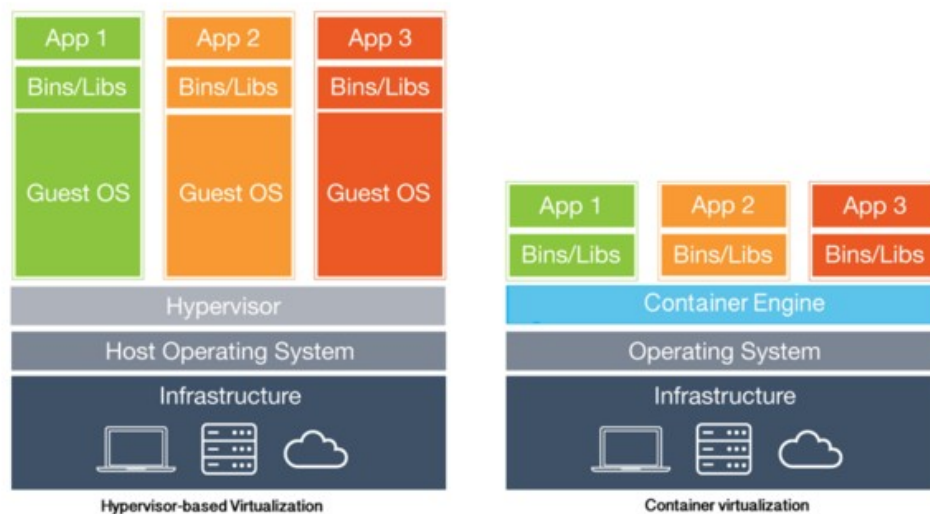 App 1
App 2
App 3
Bins/Libs
Bins/Libs
Bins/Libs
Guest OS
Guest OS
Guest OS
Hypervisor
Host Operating System
Infrastructure
Hypervisor-based Virtualization
App 1
App 2
App 3
Bins/Libs
Bins/Libs
Bins/Libs
Container Engine
Operating System
Infrastructure
Container virtualization